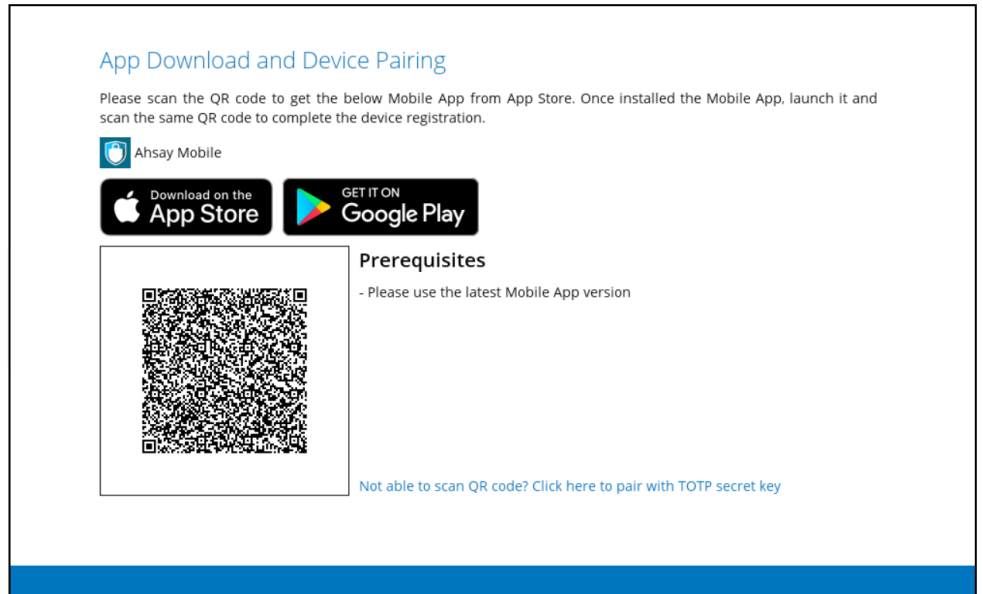 App Download and Device Pairing
Please scan the QR code to get the below Mobile App from App Store. Once installed the Mobile App, launch it and
scan the same QR code to complete the device registration.
Ahsay Mobile
Download on the
App Store
GET IT ON
Google Play
Prerequisites
- Please use the latest Mobile App version
Not able to scan QR code? Click here to pair with TOTP secret key